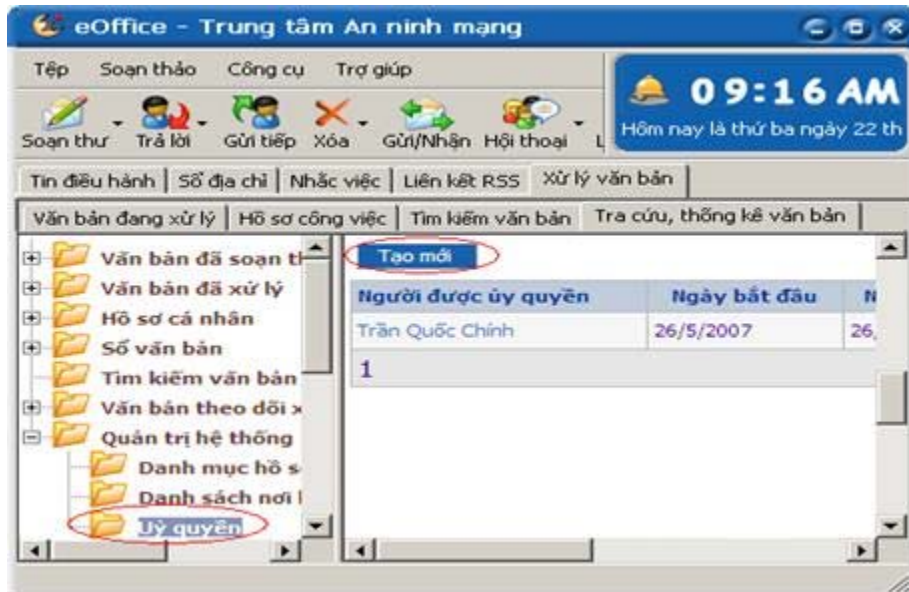 eOffice - Trung tâm An ninh mạng
Tệp Soạn thảo Công cụ Trợ giúp
09:16 AM
Hôm nay là thứ ba ngày 22 th
Soạn thư Trả lời Gửi tiếp Xóa Gửi/Nhận Hội thoại L
Tin điều hành Sổ địa chỉ Nhắc việc Liên kết RSS Xử lý văn bản
Văn bản đang xử lý Hồ sơ công việc Tìm kiếm văn bản Tra cứu, thống kê văn bản
Văn bản đã soạn th
Văn bản đã xử lý
Hồ sơ cá nhân
Sổ văn bản
Tìm kiếm văn bản
Văn bản theo dõi x
Quản trị hệ thống
Danh mục hồ s
Danh sách nơi
Uỷ quyền
Tạo mới
Người được ủy quyền Ngày bắt đầu N
Trần Quốc Chính 26/5/2007 26,
1